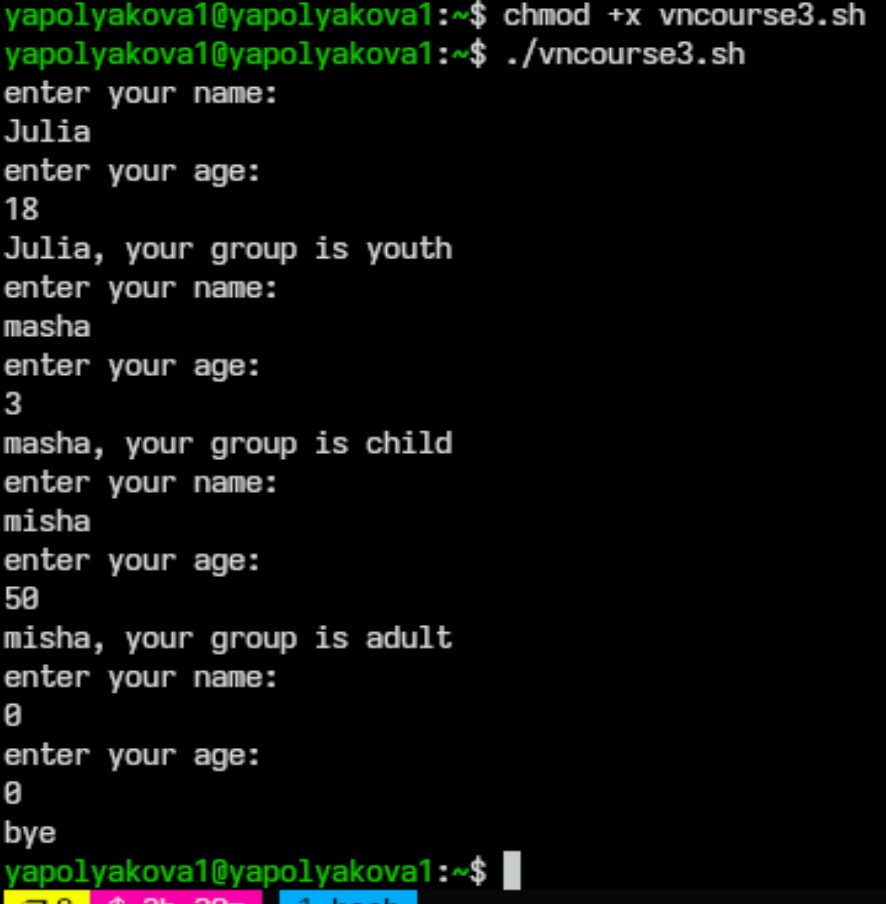 yapolyakova1@yapolyakova1:~$ chmod +x vncourse3.sh
yapolyakova1@yapolyakova1:~$ ./vncourse3.sh
enter your name:
Julia
enter your age:
18
Julia, your group is youth
enter your name:
masha
enter your age:
3
masha, your group is child
enter your name:
misha
enter your age:
50
misha, your group is adult
enter your name:
0
enter your age:
0
bye
yapolyakova1@yapolyakova1:~$